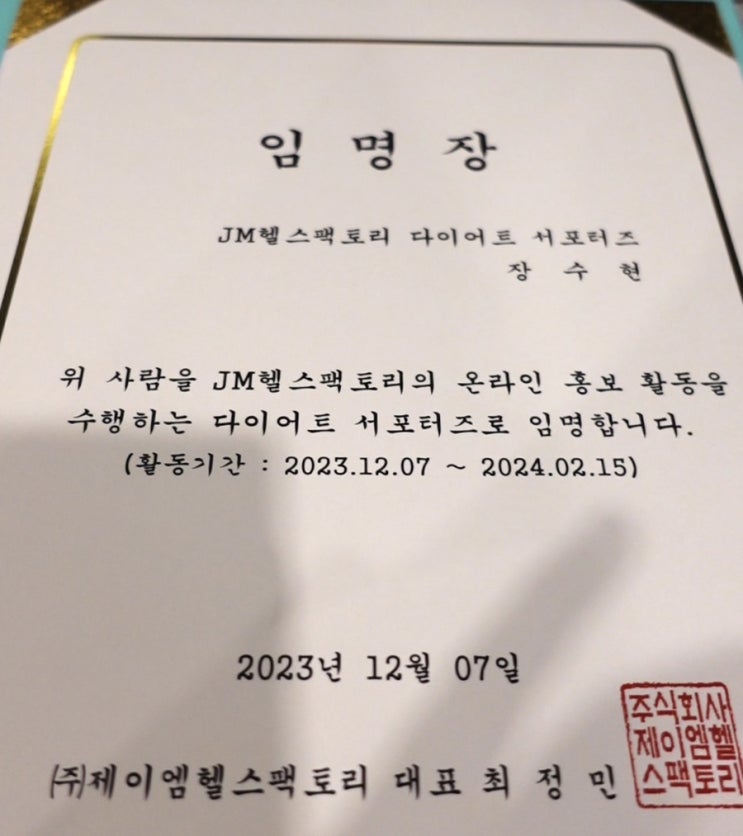 임 명 장
JM헬스팩토리 다이어트 서포터즈
장 수 현
위 사람을 JM헬스팩토리의 온라인 홍보 활동을
수행하는 다이어트 서포터즈로 임명합니다.
(활동기간 : 2023.12.07 ~ 2024.02.15)
2023년 12월 07일
㈜제이엠헬스팩토리 대표 최 정 민
주식회사
제이엠헬
스팩토리